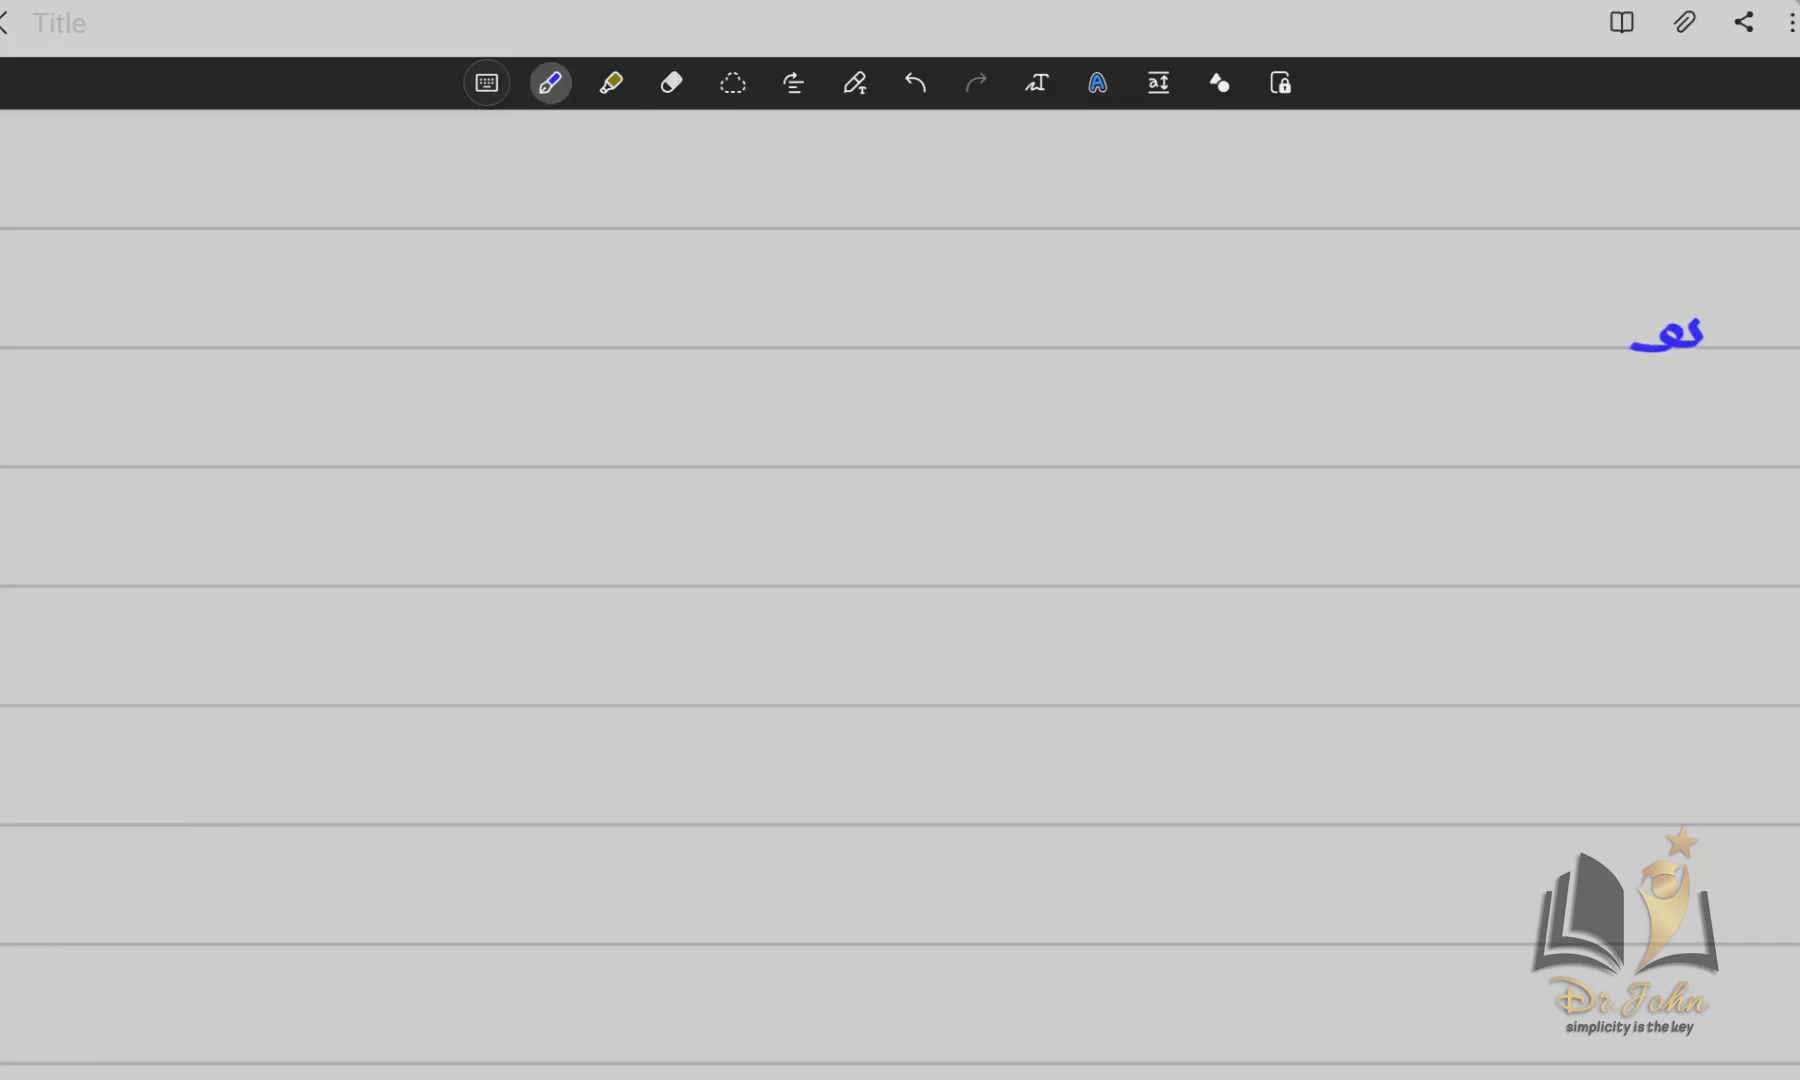 Title
Dr. John
simplicity is the key